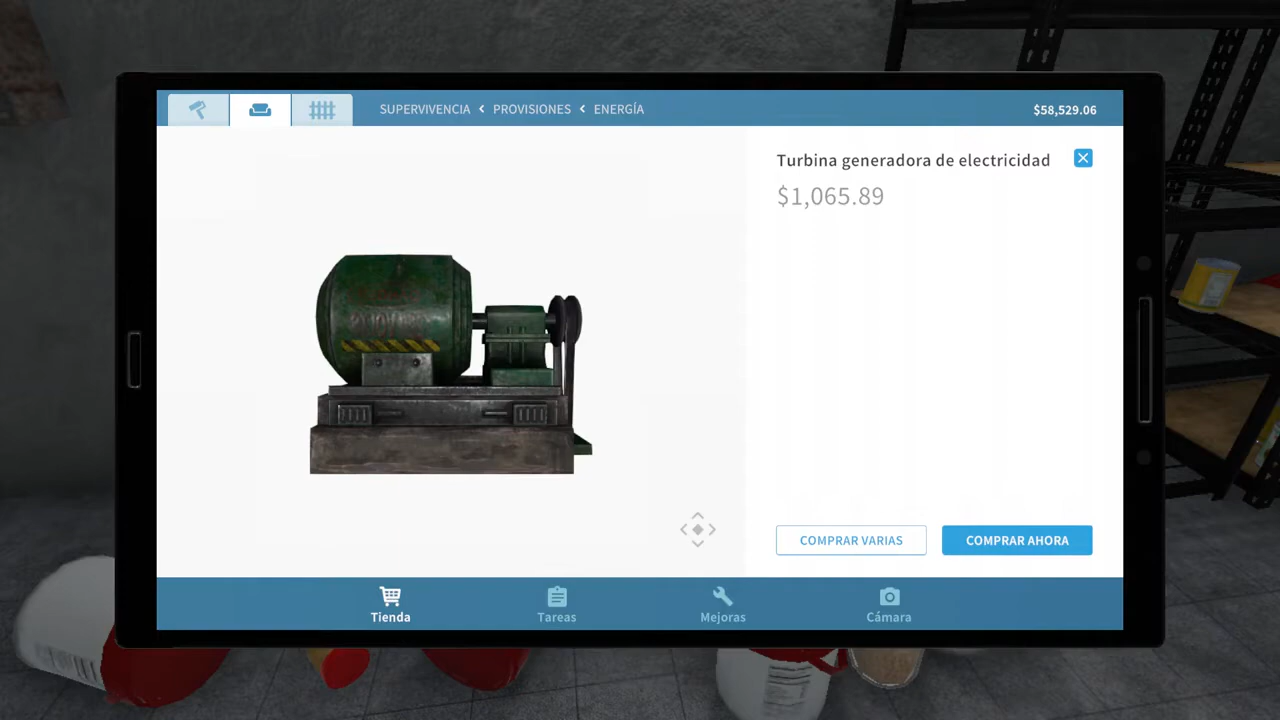 SUPERVIVENCIA < PROVISIONES < ENERGÍA
$58,529.06
Turbina generadora de electricidad
$1,065.89
COMPRAR VARIAS
COMPRAR AHORA
Tienda
Tareas
Mejoras
Cámara